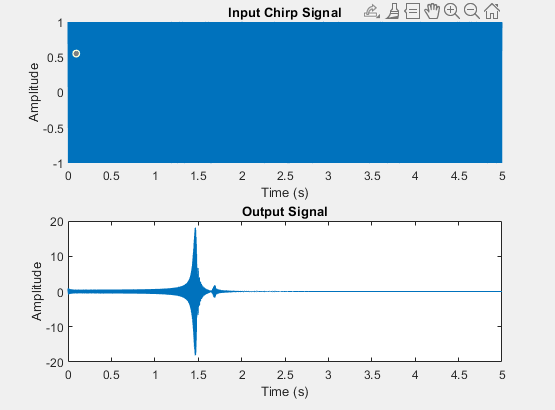 Input Chirp Signal
1
0.5
0
-0.5
-1
Amplitude
0 0.5 1 1.5 2 2.5 3 3.5 4 4.5 5
Time (s)
Output Signal
20
10
0
-10
-20
Amplitude
0 0.5 1 1.5 2 2.5 3 3.5 4 4.5 5
Time (s)